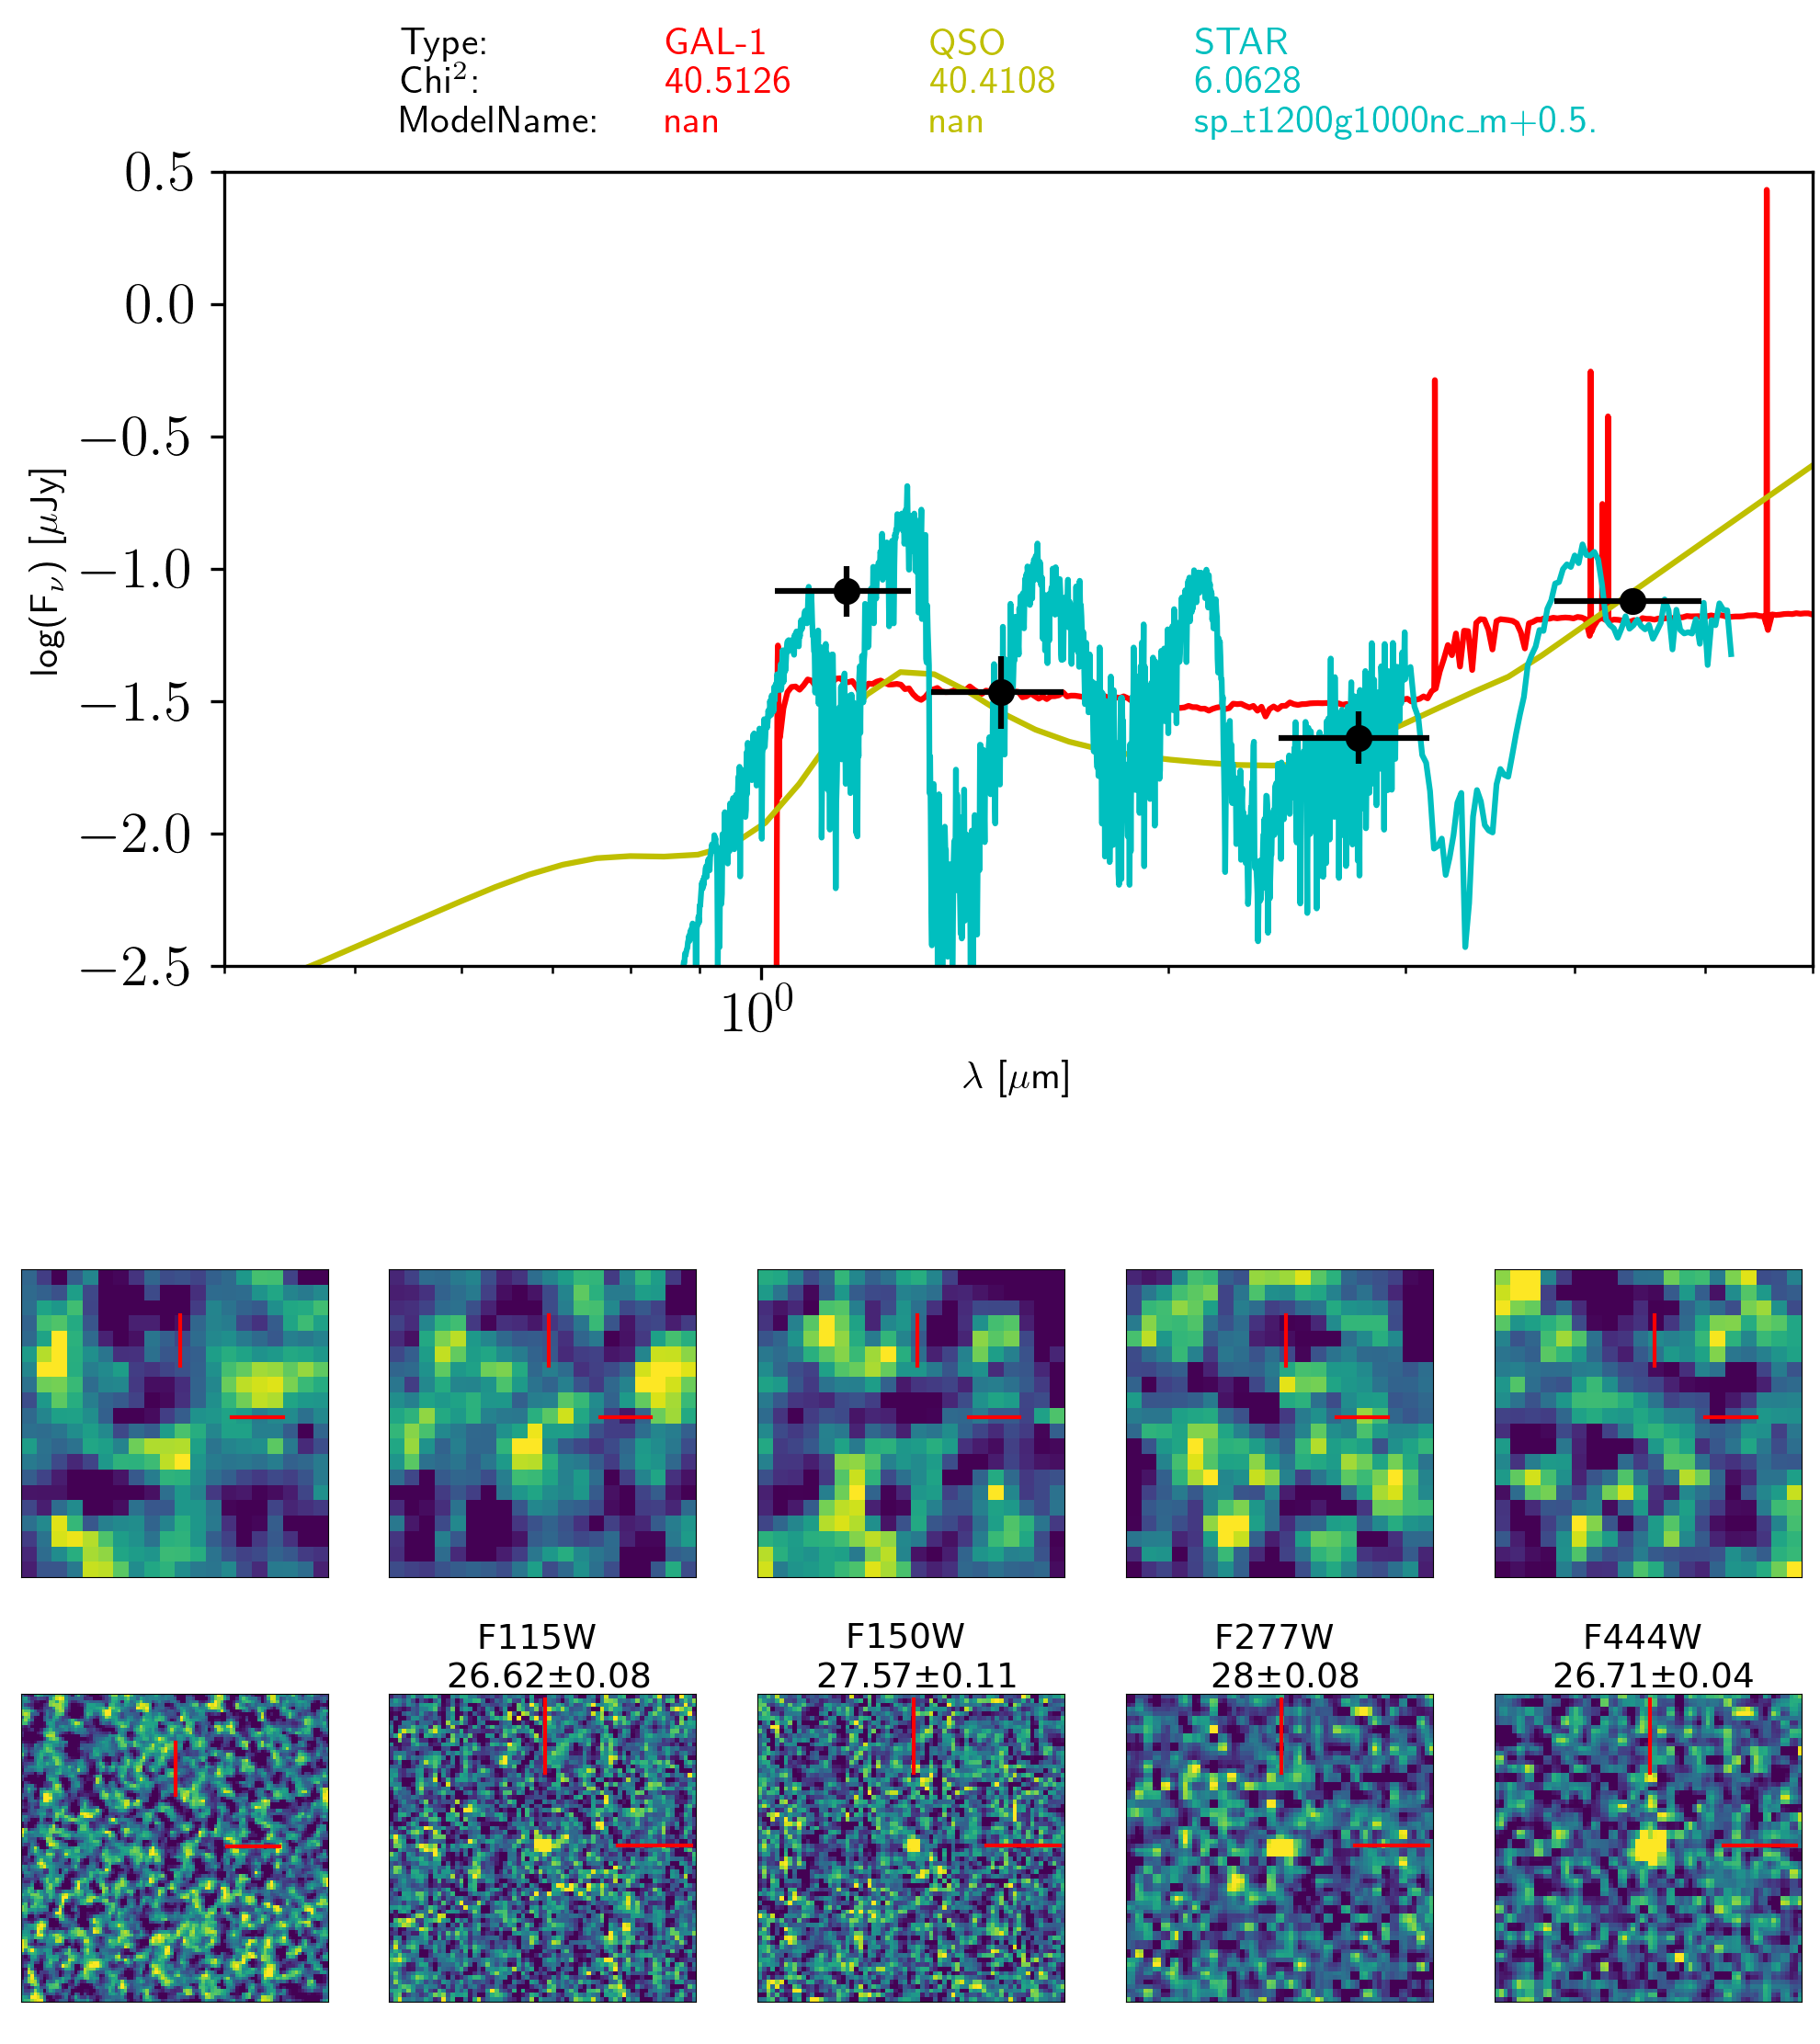 Type: GAL-1 QSO STAR
Chi²: 40.5126 40.4108 6.0628
ModelName: nan nan sp_t1200g1000nc_m+0.5.
0.5
0.0
−0.5
−1.0
−1.5
−2.0
−2.5
log(Fν) [μJy]
10⁰
λ [μm]
F115W F150W F277W F444W
26.62±0.08 27.57±0.11 28±0.08 26.71±0.04